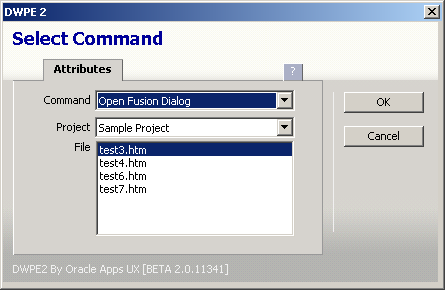 DWPE 2
Select Command
Attributes
?
Command Open Fusion Dialog
OK
Project Sample Project
Cancel
File
test3.htm
test4.htm
test6.htm
test7.htm
DWPE2 By Oracle Apps UX [BETA 2.0.11341]